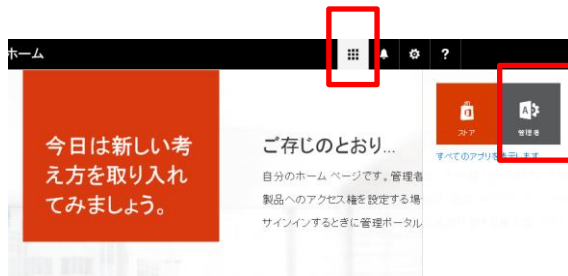 ホーム
?
今日は新しい考
え方を取り入れ
てみましょう。
ご存じのとおり...
自分のホーム ページです。管理者
製品へのアクセス権を設定する場
サインインするときに管理ポータル
ストア
管理者
すべてのアプリを表示します